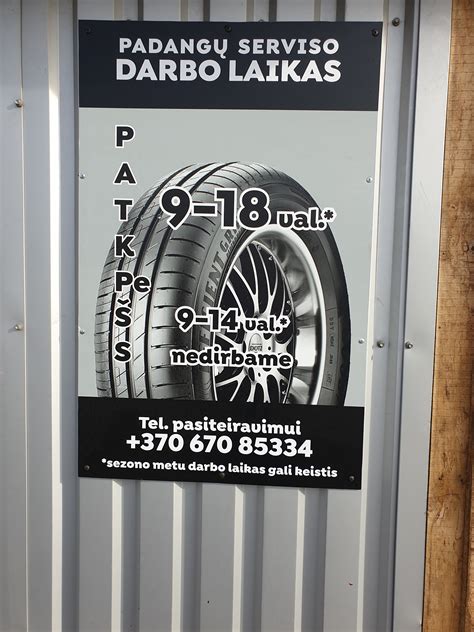 PADANGŲ SERVISO
DARBO LAIKAS
P
A
T
K
Pe
Š
S
9–18 val.*
9–14 val.*
nedirbame
Tel. pasiteiravimui
+370 670 85334
*sezono metu darbo laikas gali keistis